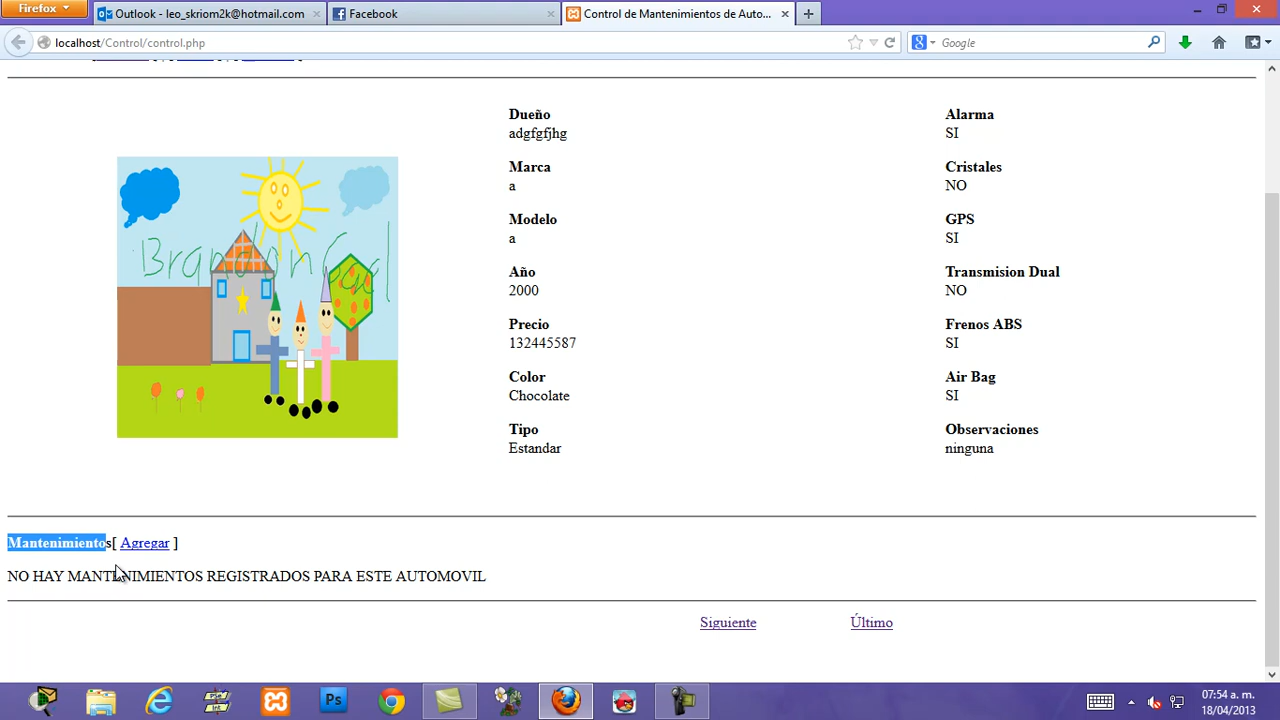 Firefox
Outlook - leo_skriom2k@hotmail.com
Facebook
Control de Mantenimientos de Auto...
localhost/Control/control.php
Google
Dueño
adgfgfjhg
Marca
a
Modelo
a
Año
2000
Precio
132445587
Color
Chocolate
Tipo
Estandar
Alarma
SI
Cristales
NO
GPS
SI
Transmision Dual
NO
Frenos ABS
SI
Air Bag
SI
Observaciones
ninguna
Mantenimientos[ Agregar ]
NO HAY MANTENIMIENTOS REGISTRADOS PARA ESTE AUTOMOVIL
Siguiente Último
Ps
07:54 a. m.
18/04/2013